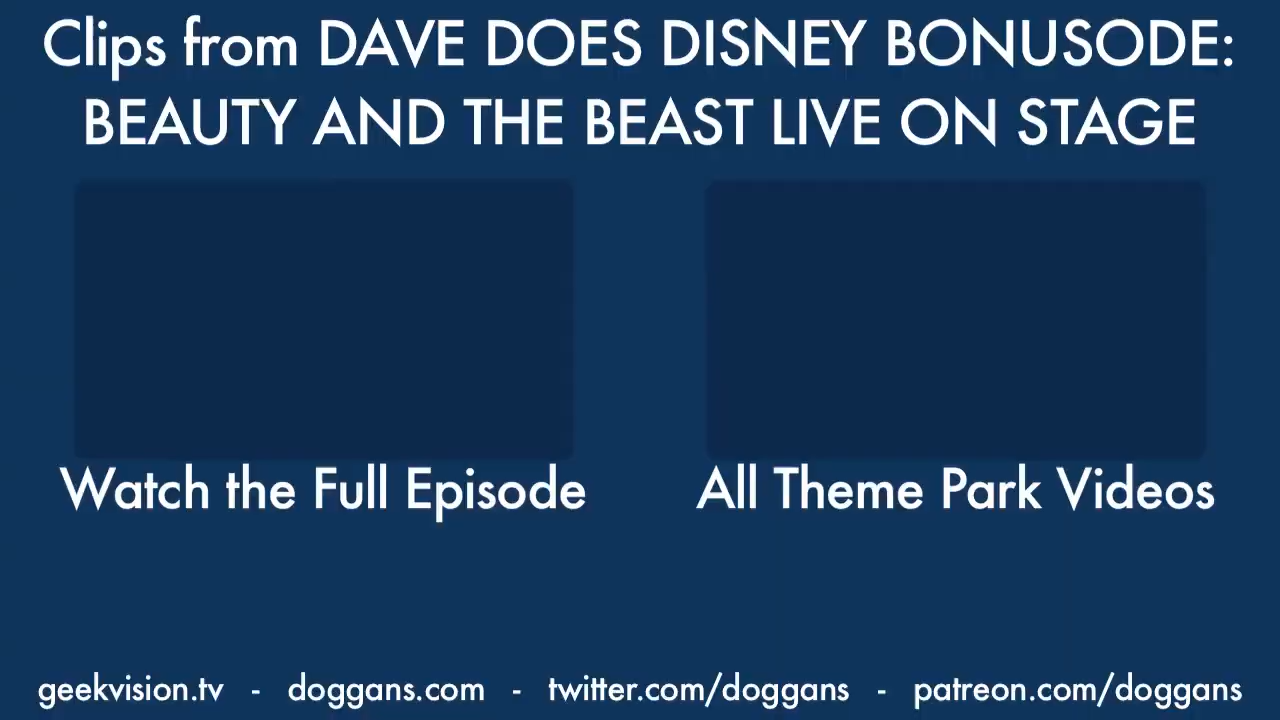 Clips from DAVE DOES DISNEY BONUSODE:
BEAUTY AND THE BEAST LIVE ON STAGE
Watch the Full Episode
All Theme Park Videos
geekvision.tv - doggans.com - twitter.com/doggans - patreon.com/doggans